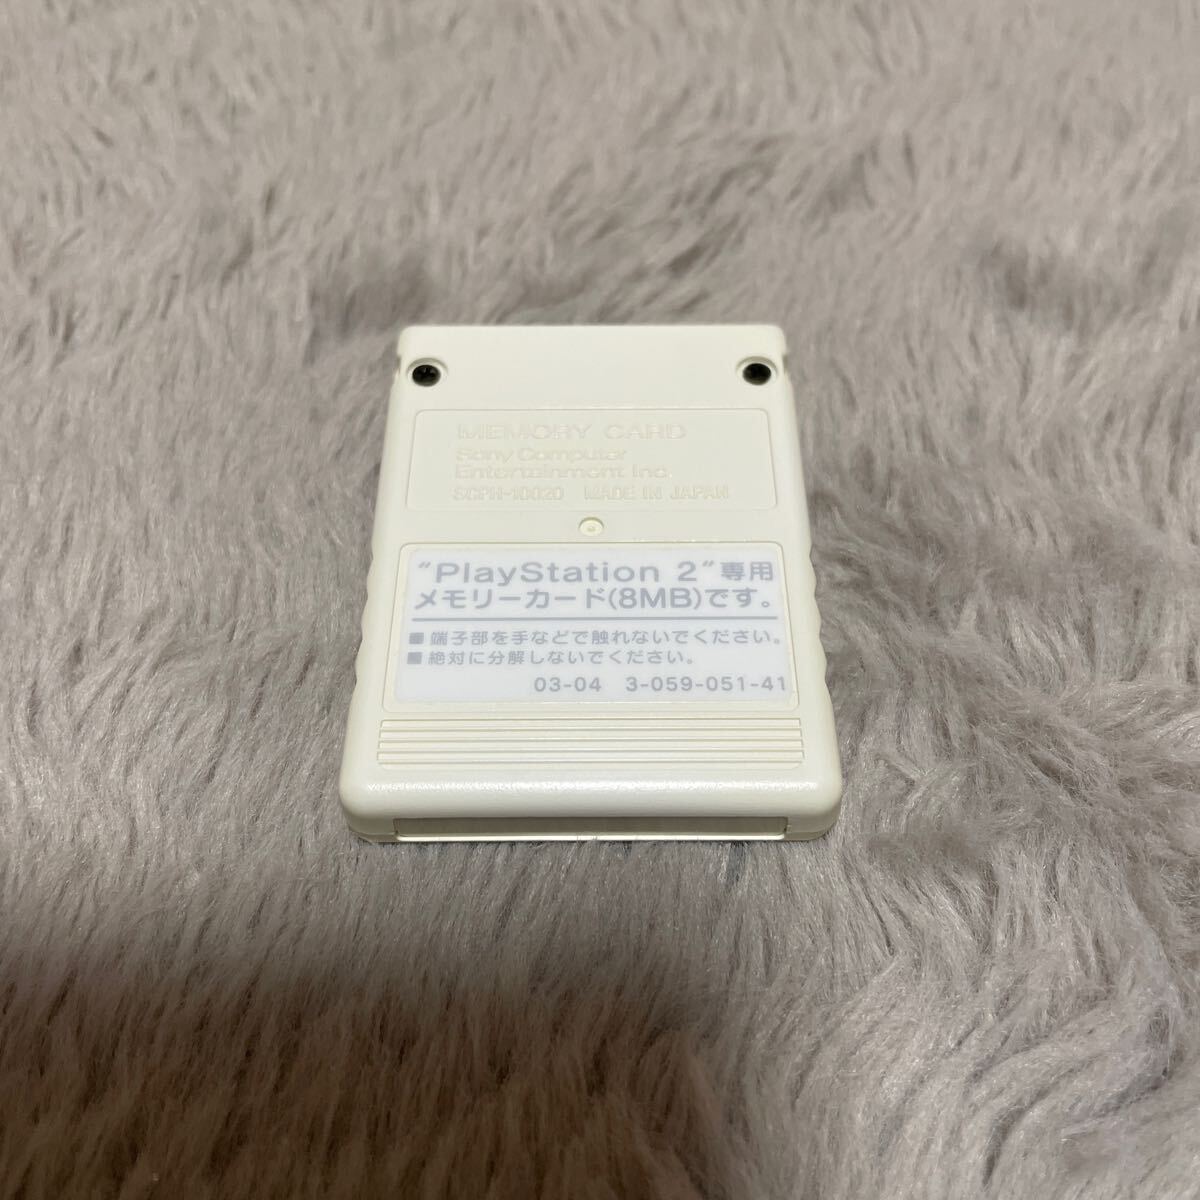 MEMORY CARD
Sony Computer
Entertainment Inc.
SCPH-10020 MADE IN JAPAN
“PlayStation 2”専用
メモリーカード(8MB)です。
■端子部を手などで触れないでください。
■絶対に分解しないでください。
03-04 3-059-051-41